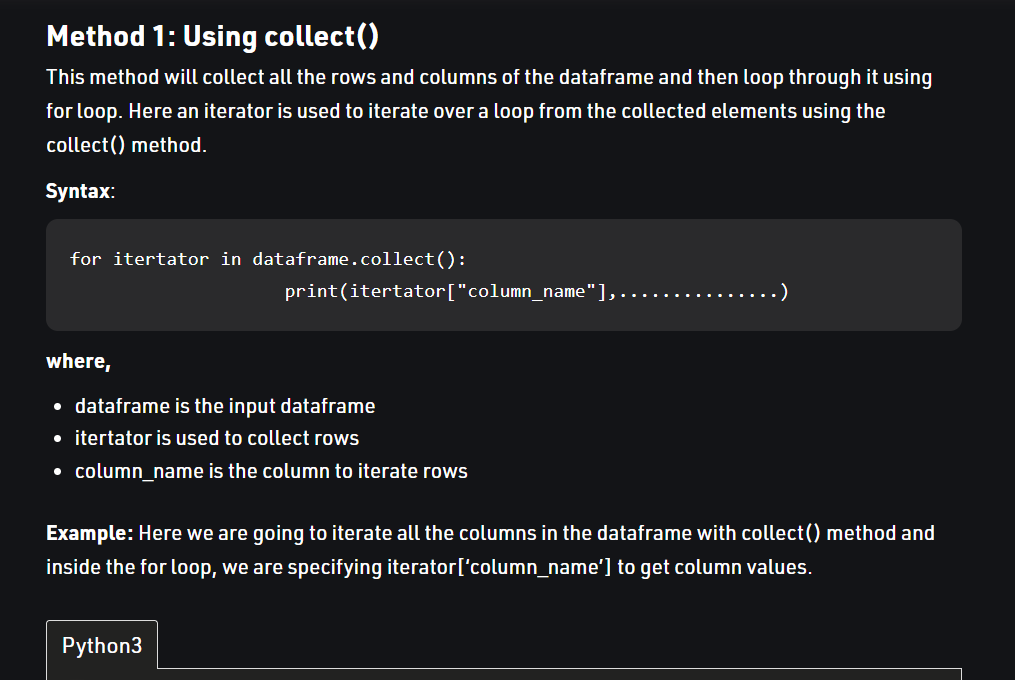 Method 1: Using collect()
This method will collect all the rows and columns of the dataframe and then loop through it using
for loop. Here an iterator is used to iterate over a loop from the collected elements using the
collect() method.
Syntax:
for itertator in dataframe.collect():
print(itertator["column_name"],...............)
where,
• dataframe is the input dataframe
• itertator is used to collect rows
• column_name is the column to iterate rows
Example: Here we are going to iterate all the columns in the dataframe with collect() method and
inside the for loop, we are specifying iterator[‘column_name’] to get column values.
Python3